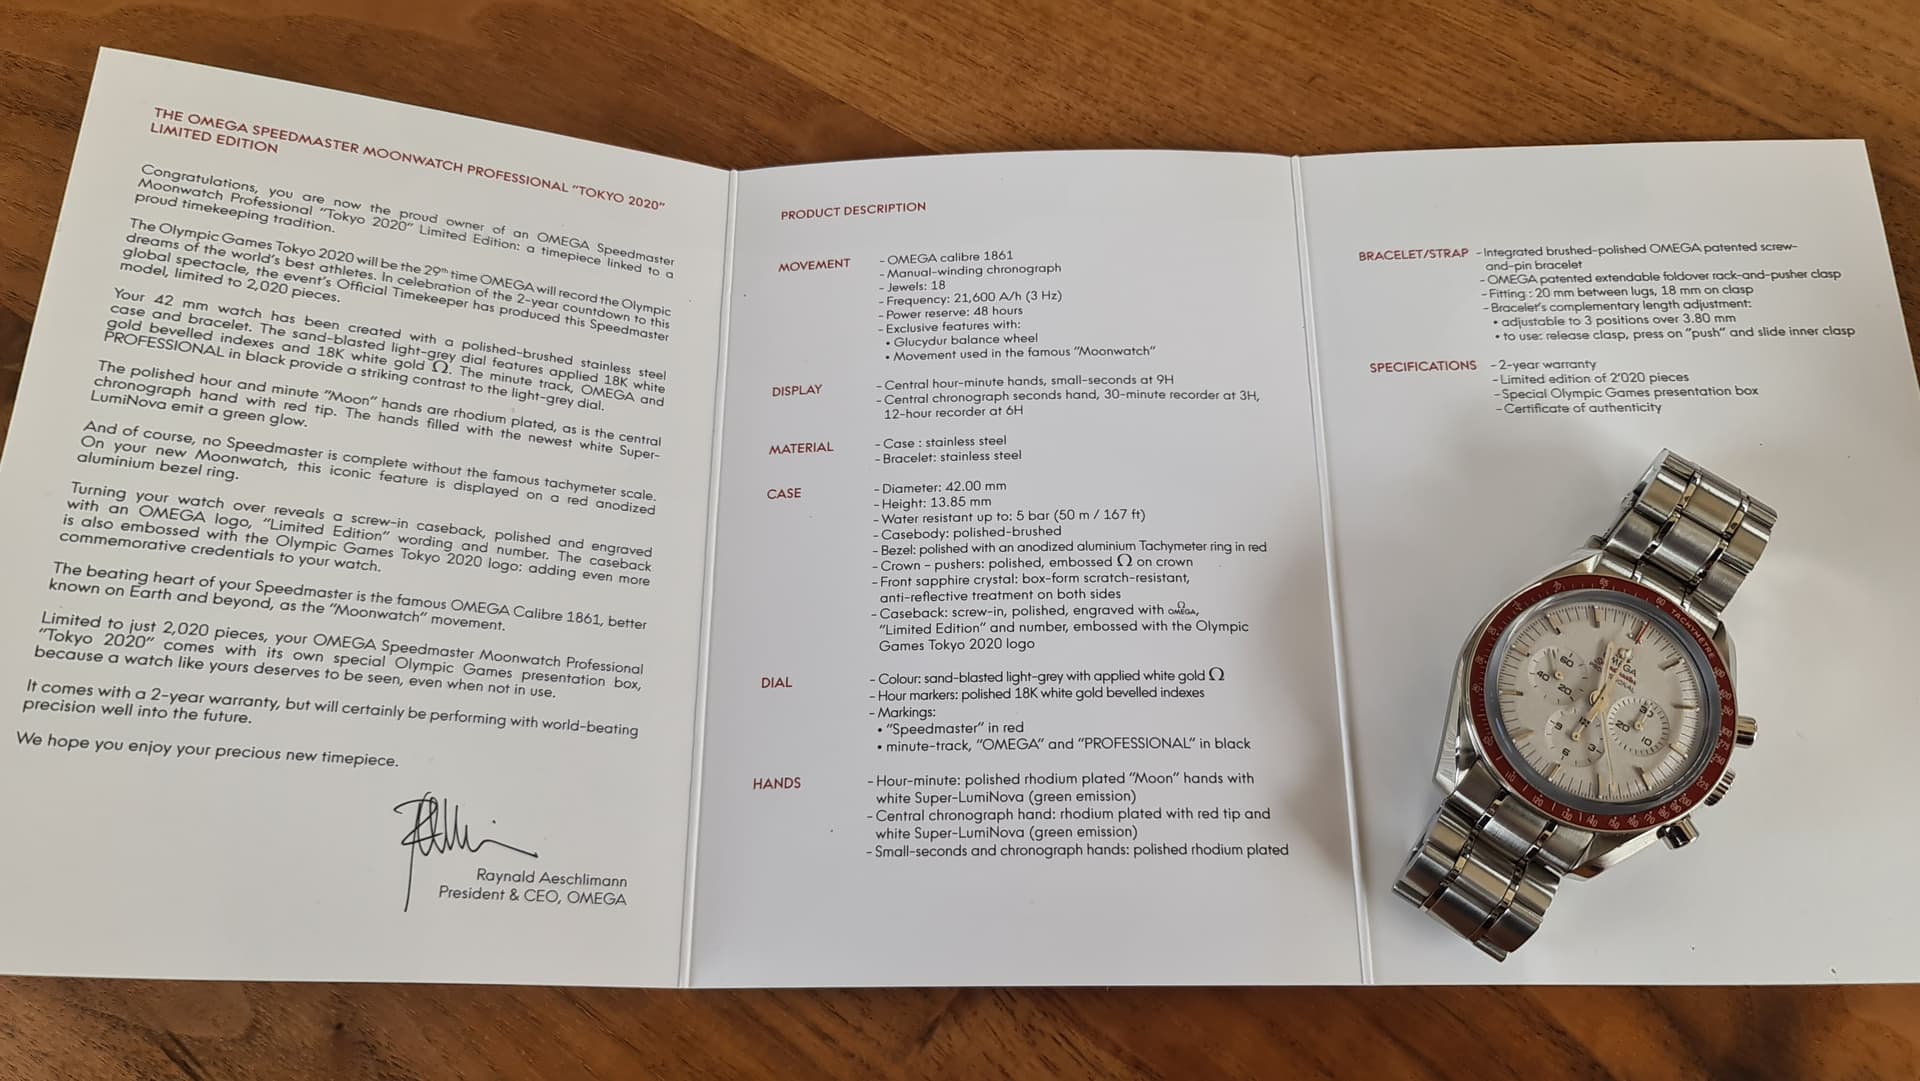 THE OMEGA SPEEDMASTER MOONWATCH PROFESSIONAL “TOKYO 2020”
LIMITED EDITION
Congratulations, you are now the proud owner of an OMEGA Speedmaster
Moonwatch Professional “Tokyo 2020” Limited Edition: a timepiece linked to a
proud timekeeping tradition.
The Olympic Games Tokyo 2020 will be the 29th time OMEGA will record the Olympic
dreams of the world’s best athletes. In celebration of the 2-year countdown to this
global spectacle, the event’s Official Timekeeper has produced this Speedmaster
model, limited to 2,020 pieces.
Your 42 mm watch has been created with a polished-brushed stainless steel
case and bracelet. The sand-blasted light-grey dial features applied 18K white
gold bevelled indexes and 18K white gold Ω. The minute track, OMEGA and
PROFESSIONAL in black provide a striking contrast to the light-grey dial.
The polished hour and minute “Moon” hands are rhodium plated, as is the central
chronograph hand with red tip. The hands filled with the newest white Super-
LumiNova emit a green glow.
And of course, no Speedmaster is complete without the famous tachymeter scale.
On your new Moonwatch, this iconic feature is displayed on a red anodized
aluminium bezel ring.
Turning your watch over reveals a screw-in caseback, polished and engraved
with an OMEGA logo, “Limited Edition” wording and number. The caseback
is also embossed with the Olympic Games Tokyo 2020 logo: adding even more
commemorative credentials to your watch.
The beating heart of your Speedmaster is the famous OMEGA Calibre 1861, better
known on Earth and beyond, as the “Moonwatch” movement.
Limited to just 2,020 pieces, your OMEGA Speedmaster Moonwatch Professional
“Tokyo 2020” comes with its own special Olympic Games presentation box,
because a watch like yours deserves to be seen, even when not in use.
It comes with a 2-year warranty, but will certainly be performing with world-beating
precision well into the future.
We hope you enjoy your precious new timepiece.
Raynald Aeschlimann
President & CEO, OMEGA
PRODUCT DESCRIPTION
MOVEMENT - OMEGA calibre 1861
- Manual-winding chronograph
- Jewels: 18
- Frequency: 21,600 A/h (3 Hz)
- Power reserve: 48 hours
- Exclusive features with:
• Glucydur balance wheel
• Movement used in the famous “Moonwatch”
DISPLAY - Central hour-minute hands, small-seconds at 9H
- Central chronograph seconds hand, 30-minute recorder at 3H,
12-hour recorder at 6H
MATERIAL - Case : stainless steel
- Bracelet: stainless steel
CASE - Diameter: 42.00 mm
- Height: 13.85 mm
- Water resistant up to: 5 bar (50 m / 167 ft)
- Casebody: polished-brushed
- Bezel: polished with an anodized aluminium Tachymeter ring in red
- Crown – pushers: polished, embossed Ω on crown
- Front sapphire crystal: box-form scratch-resistant,
anti-reflective treatment on both sides
- Caseback: screw-in, polished, engraved with Ω OMEGA,
“Limited Edition” and number, embossed with the Olympic
Games Tokyo 2020 logo
DIAL - Colour: sand-blasted light-grey with applied white gold Ω
- Hour markers: polished 18K white gold bevelled indexes
- Markings:
• “Speedmaster” in red
• minute-track, “OMEGA” and “PROFESSIONAL” in black
HANDS - Hour-minute: polished rhodium plated “Moon” hands with
white Super-LumiNova (green emission)
- Central chronograph hand: rhodium plated with red tip and
white Super-LumiNova (green emission)
- Small-seconds and chronograph hands: polished rhodium plated
BRACELET/STRAP - Integrated brushed-polished OMEGA patented screw-
and-pin bracelet
- OMEGA patented extendable foldover rack-and-pusher clasp
- Fitting : 20 mm between lugs, 18 mm on clasp
- Bracelet’s complementary length adjustment:
• adjustable to 3 positions over 3.80 mm
• to use: release clasp, press on “push” and slide inner clasp
SPECIFICATIONS - 2-year warranty
- Limited edition of 2’020 pieces
- Special Olympic Games presentation box
- Certificate of authenticity
TACHYMÈTRE
OMEGA
60
40
20
30
20
10
9
6
3